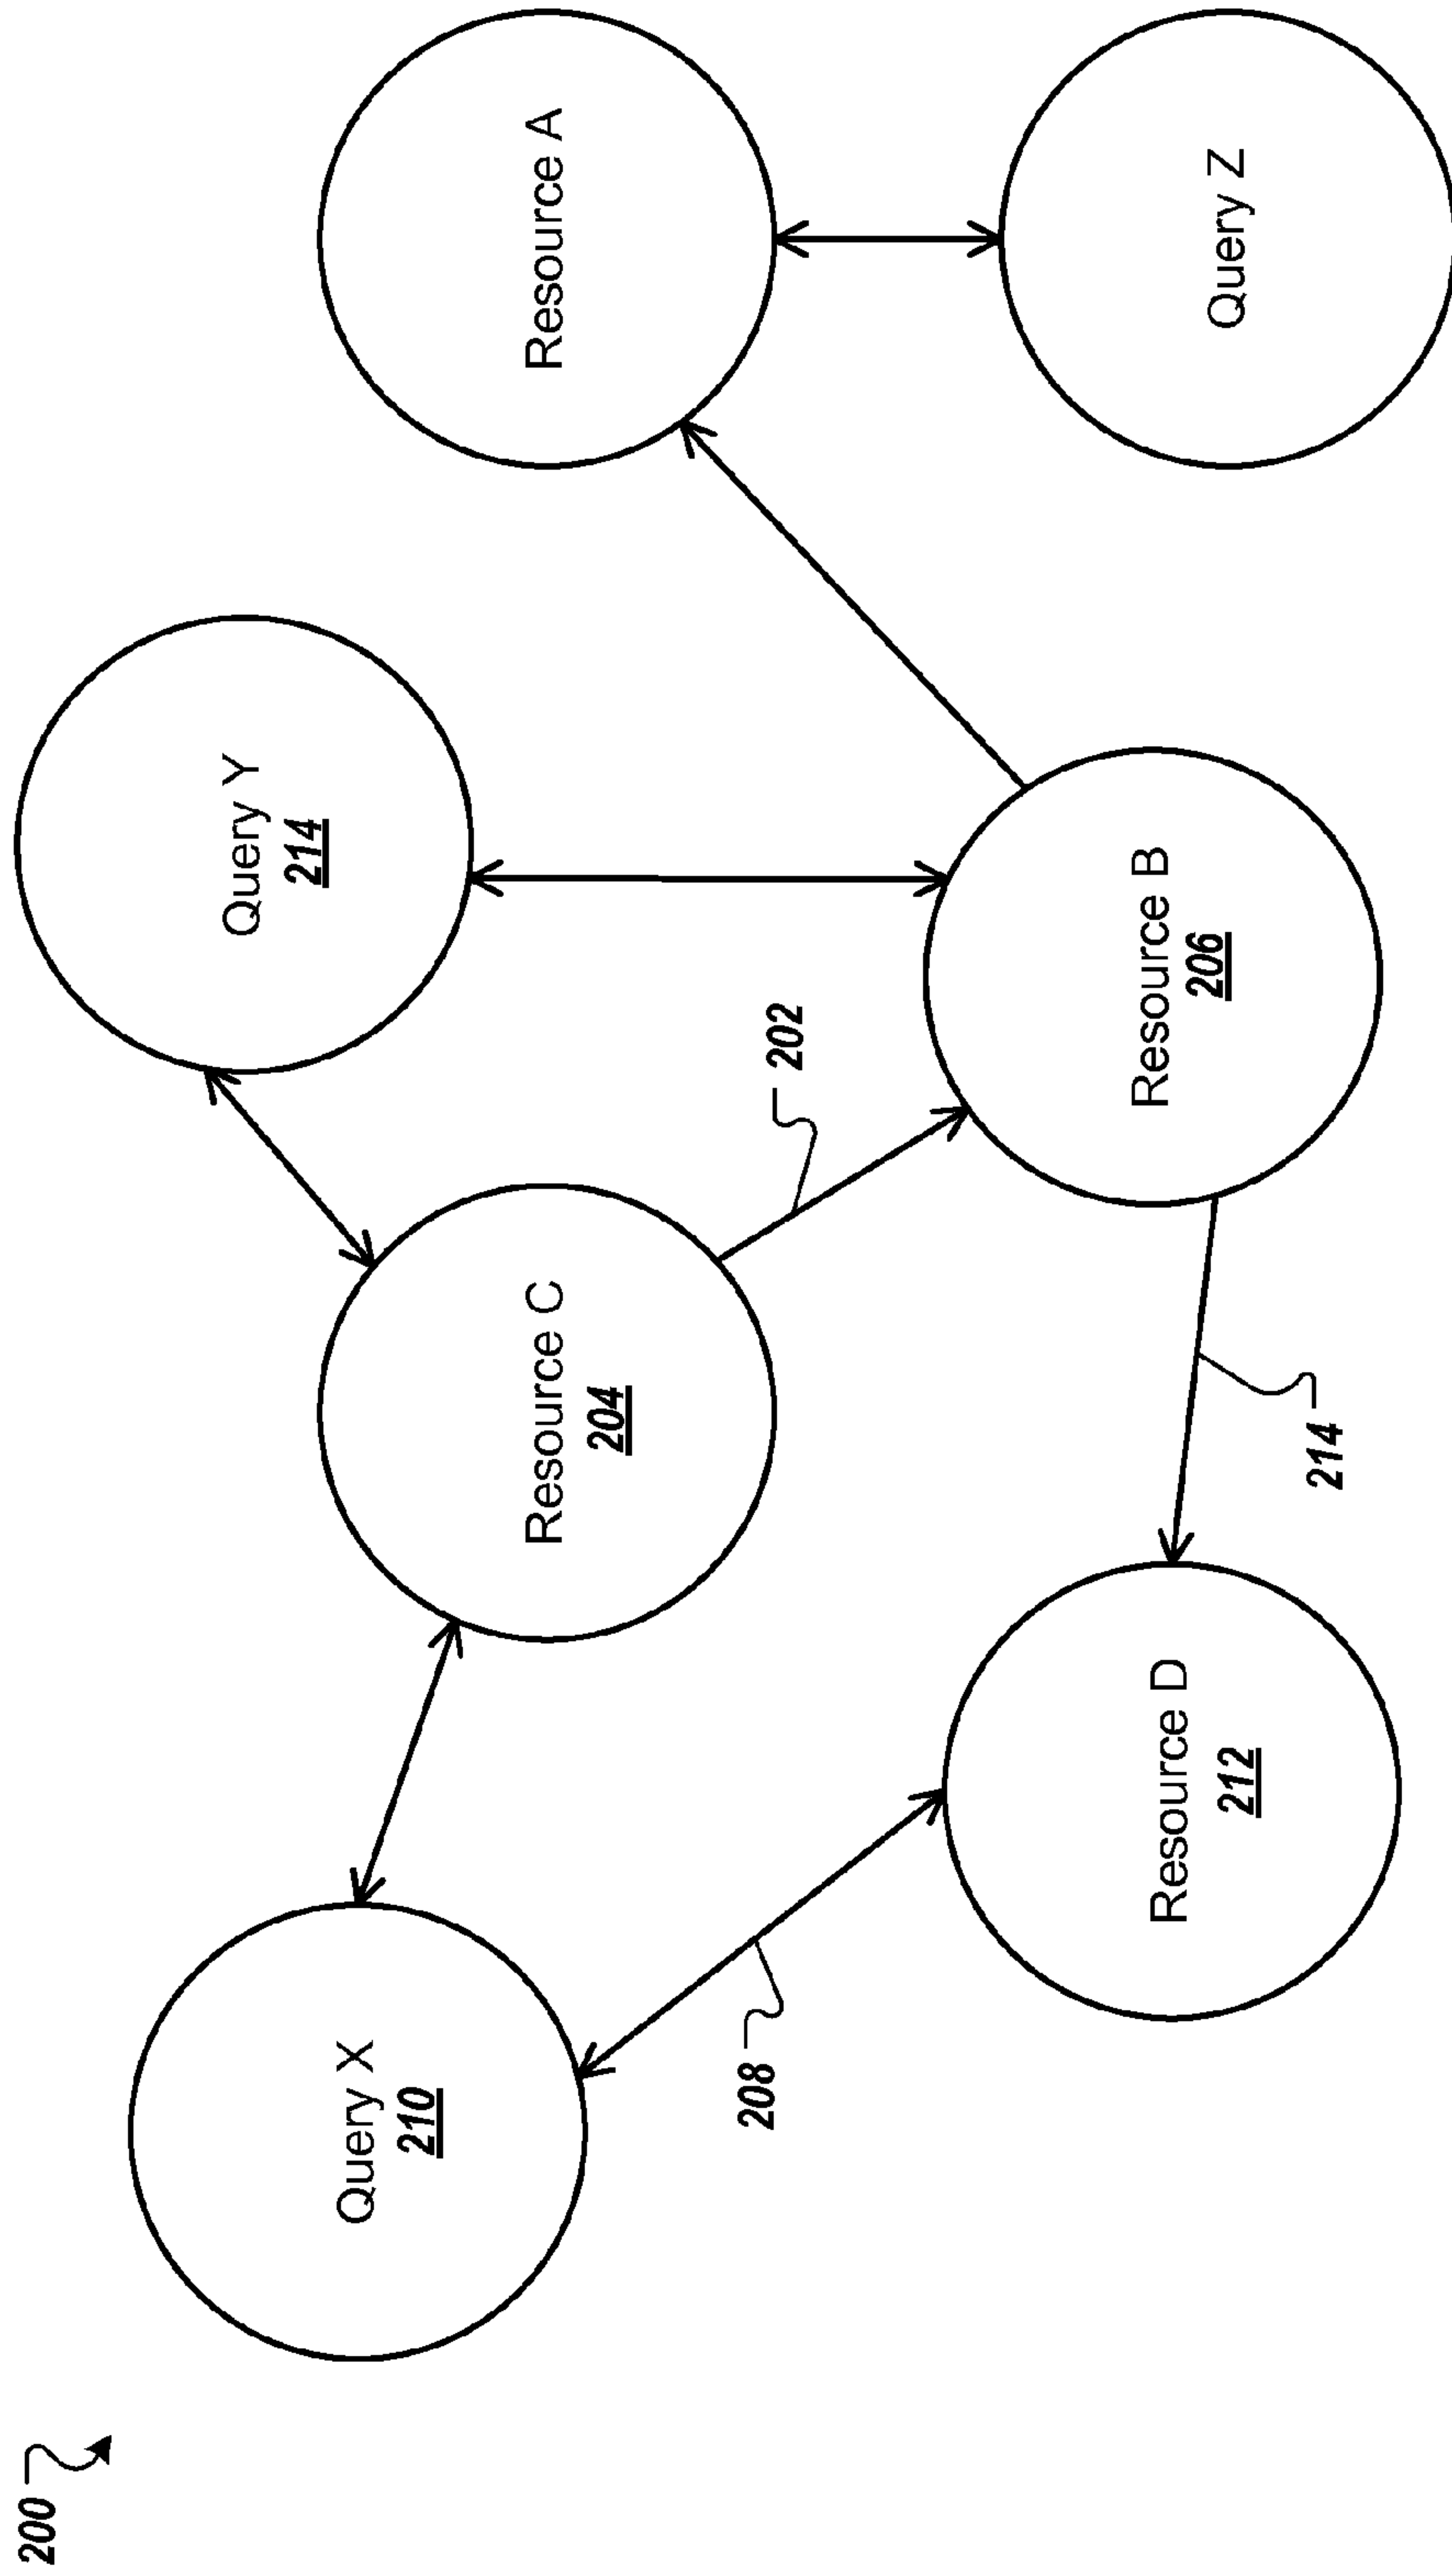 200
Query X
210
Query Y
214
Resource C
204
Resource A
208
202
Resource D
212
Resource B
206
Query Z
214